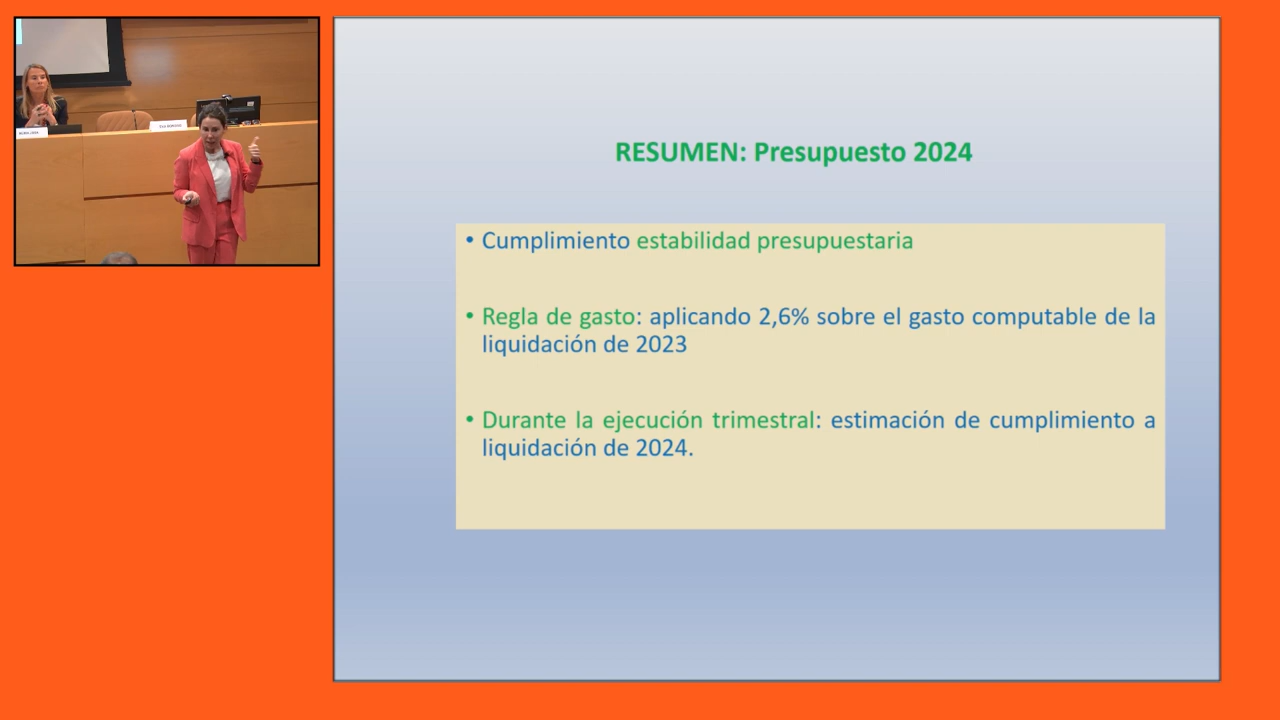 RESUMEN: Presupuesto 2024
• Cumplimiento estabilidad presupuestaria
• Regla de gasto: aplicando 2,6% sobre el gasto computable de la
liquidación de 2023
• Durante la ejecución trimestral: estimación de cumplimiento a
liquidación de 2024.